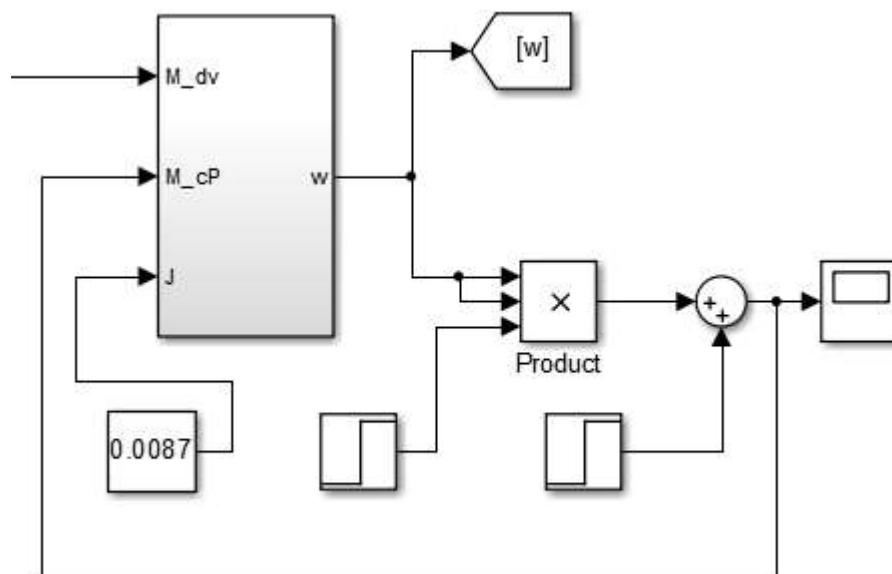 [w]
M_dv
M_cP
w
J
×
Product
+
+
0.0087